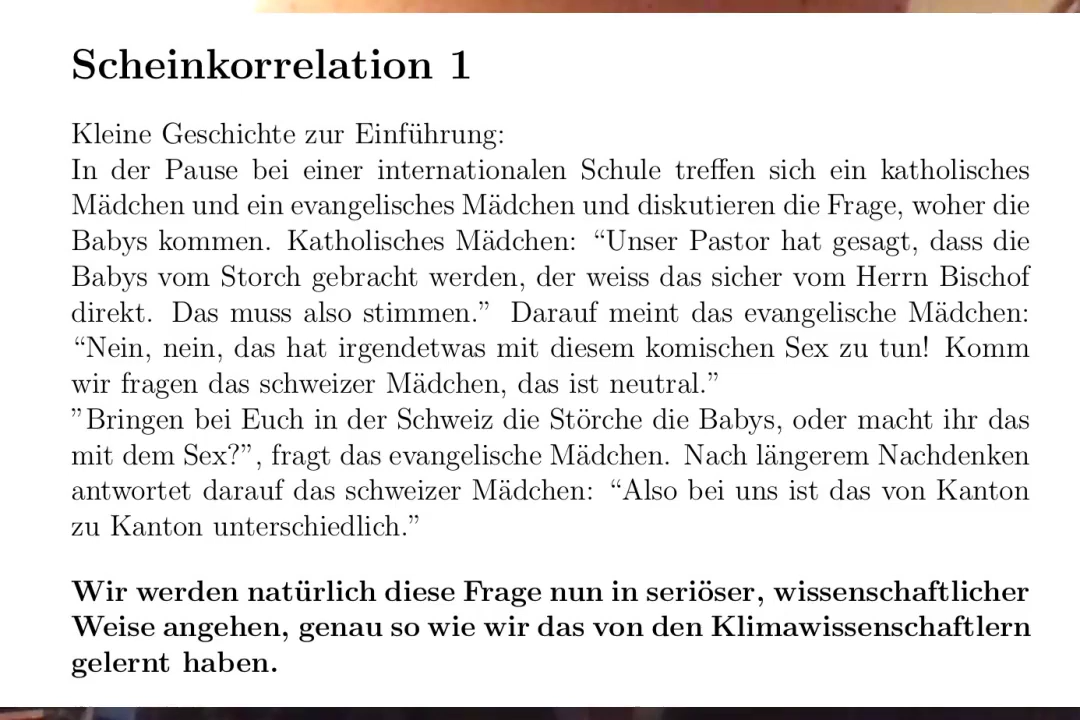 Scheinkorrelation 1
Kleine Geschichte zur Einführung:
In der Pause bei einer internationalen Schule treffen sich ein katholisches
Mädchen und ein evangelisches Mädchen und diskutieren die Frage, woher die
Babys kommen. Katholisches Mädchen: “Unser Pastor hat gesagt, dass die
Babys vom Storch gebracht werden, der weiss das sicher vom Herrn Bischof
direkt. Das muss also stimmen.” Darauf meint das evangelische Mädchen:
“Nein, nein, das hat irgendetwas mit diesem komischen Sex zu tun! Komm
wir fragen das schweizer Mädchen, das ist neutral.”
”Bringen bei Euch in der Schweiz die Störche die Babys, oder macht ihr das
mit dem Sex?”, fragt das evangelische Mädchen. Nach längerem Nachdenken
antwortet darauf das schweizer Mädchen: “Also bei uns ist das von Kanton
zu Kanton unterschiedlich.”
Wir werden natürlich diese Frage nun in seriöser, wissenschaftlicher
Weise angehen, genau so wie wir das von den Klimawissenschaftlern
gelernt haben.